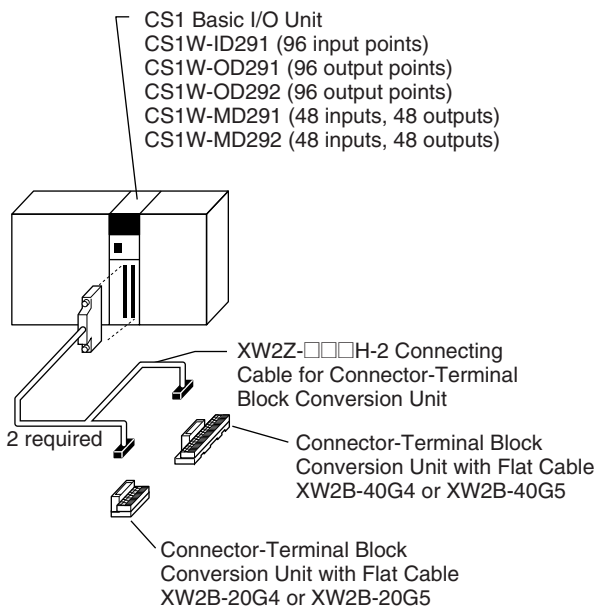 CS1 Basic I/O Unit
CS1W-ID291 (96 input points)
CS1W-OD291 (96 output points)
CS1W-OD292 (96 output points)
CS1W-MD291 (48 inputs, 48 outputs)
CS1W-MD292 (48 inputs, 48 outputs)
XW2Z-□□□H-2 Connecting
Cable for Connector-Terminal
Block Conversion Unit
2 required
Connector-Terminal Block
Conversion Unit with Flat Cable
XW2B-40G4 or XW2B-40G5
Connector-Terminal Block
Conversion Unit with Flat Cable
XW2B-20G4 or XW2B-20G5